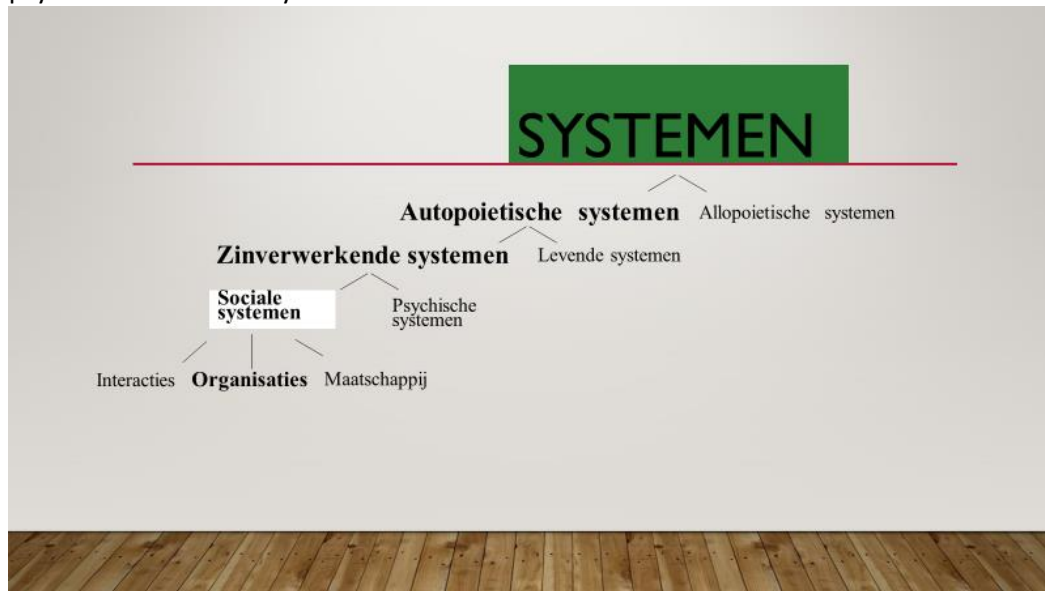 SYSTEMEN
Autopoietische systemen Allopoietische systemen
Zinverwerkende systemen Levende systemen
Sociale
systemen
Psychische
systemen
Interacties Organisaties Maatschappij